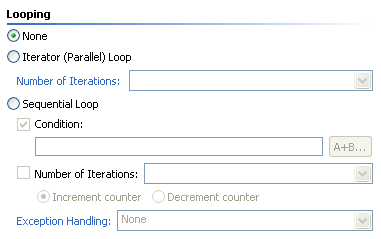 Looping
None
Iterator (Parallel) Loop
Number of Iterations:
Sequential Loop
Condition:
A+B...
Number of Iterations:
Increment counter Decrement counter
Exception Handling: None